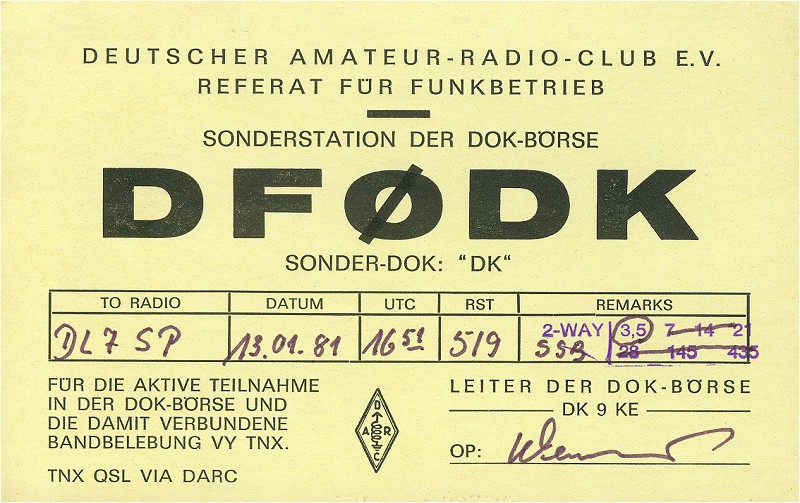 DEUTSCHER AMATEUR-RADIO-CLUB E.V.
REFERAT FÜR FUNKBETRIEB
SONDERSTATION DER DOK-BÖRSE
DFØDK
SONDER-DOK: "DK"
TO RADIO DATUM UTC RST REMARKS
DL7SP 13.01.81 16 51 519 2-WAY SSB 3,5 7 14 21
28 145 435
FÜR DIE AKTIVE TEILNAHME
IN DER DOK-BÖRSE UND
DIE DAMIT VERBUNDENE
BANDBELEBUNG VY TNX.
TNX QSL VIA DARC
DARC
LEITER DER DOK-BÖRSE
DK 9 KE
OP: